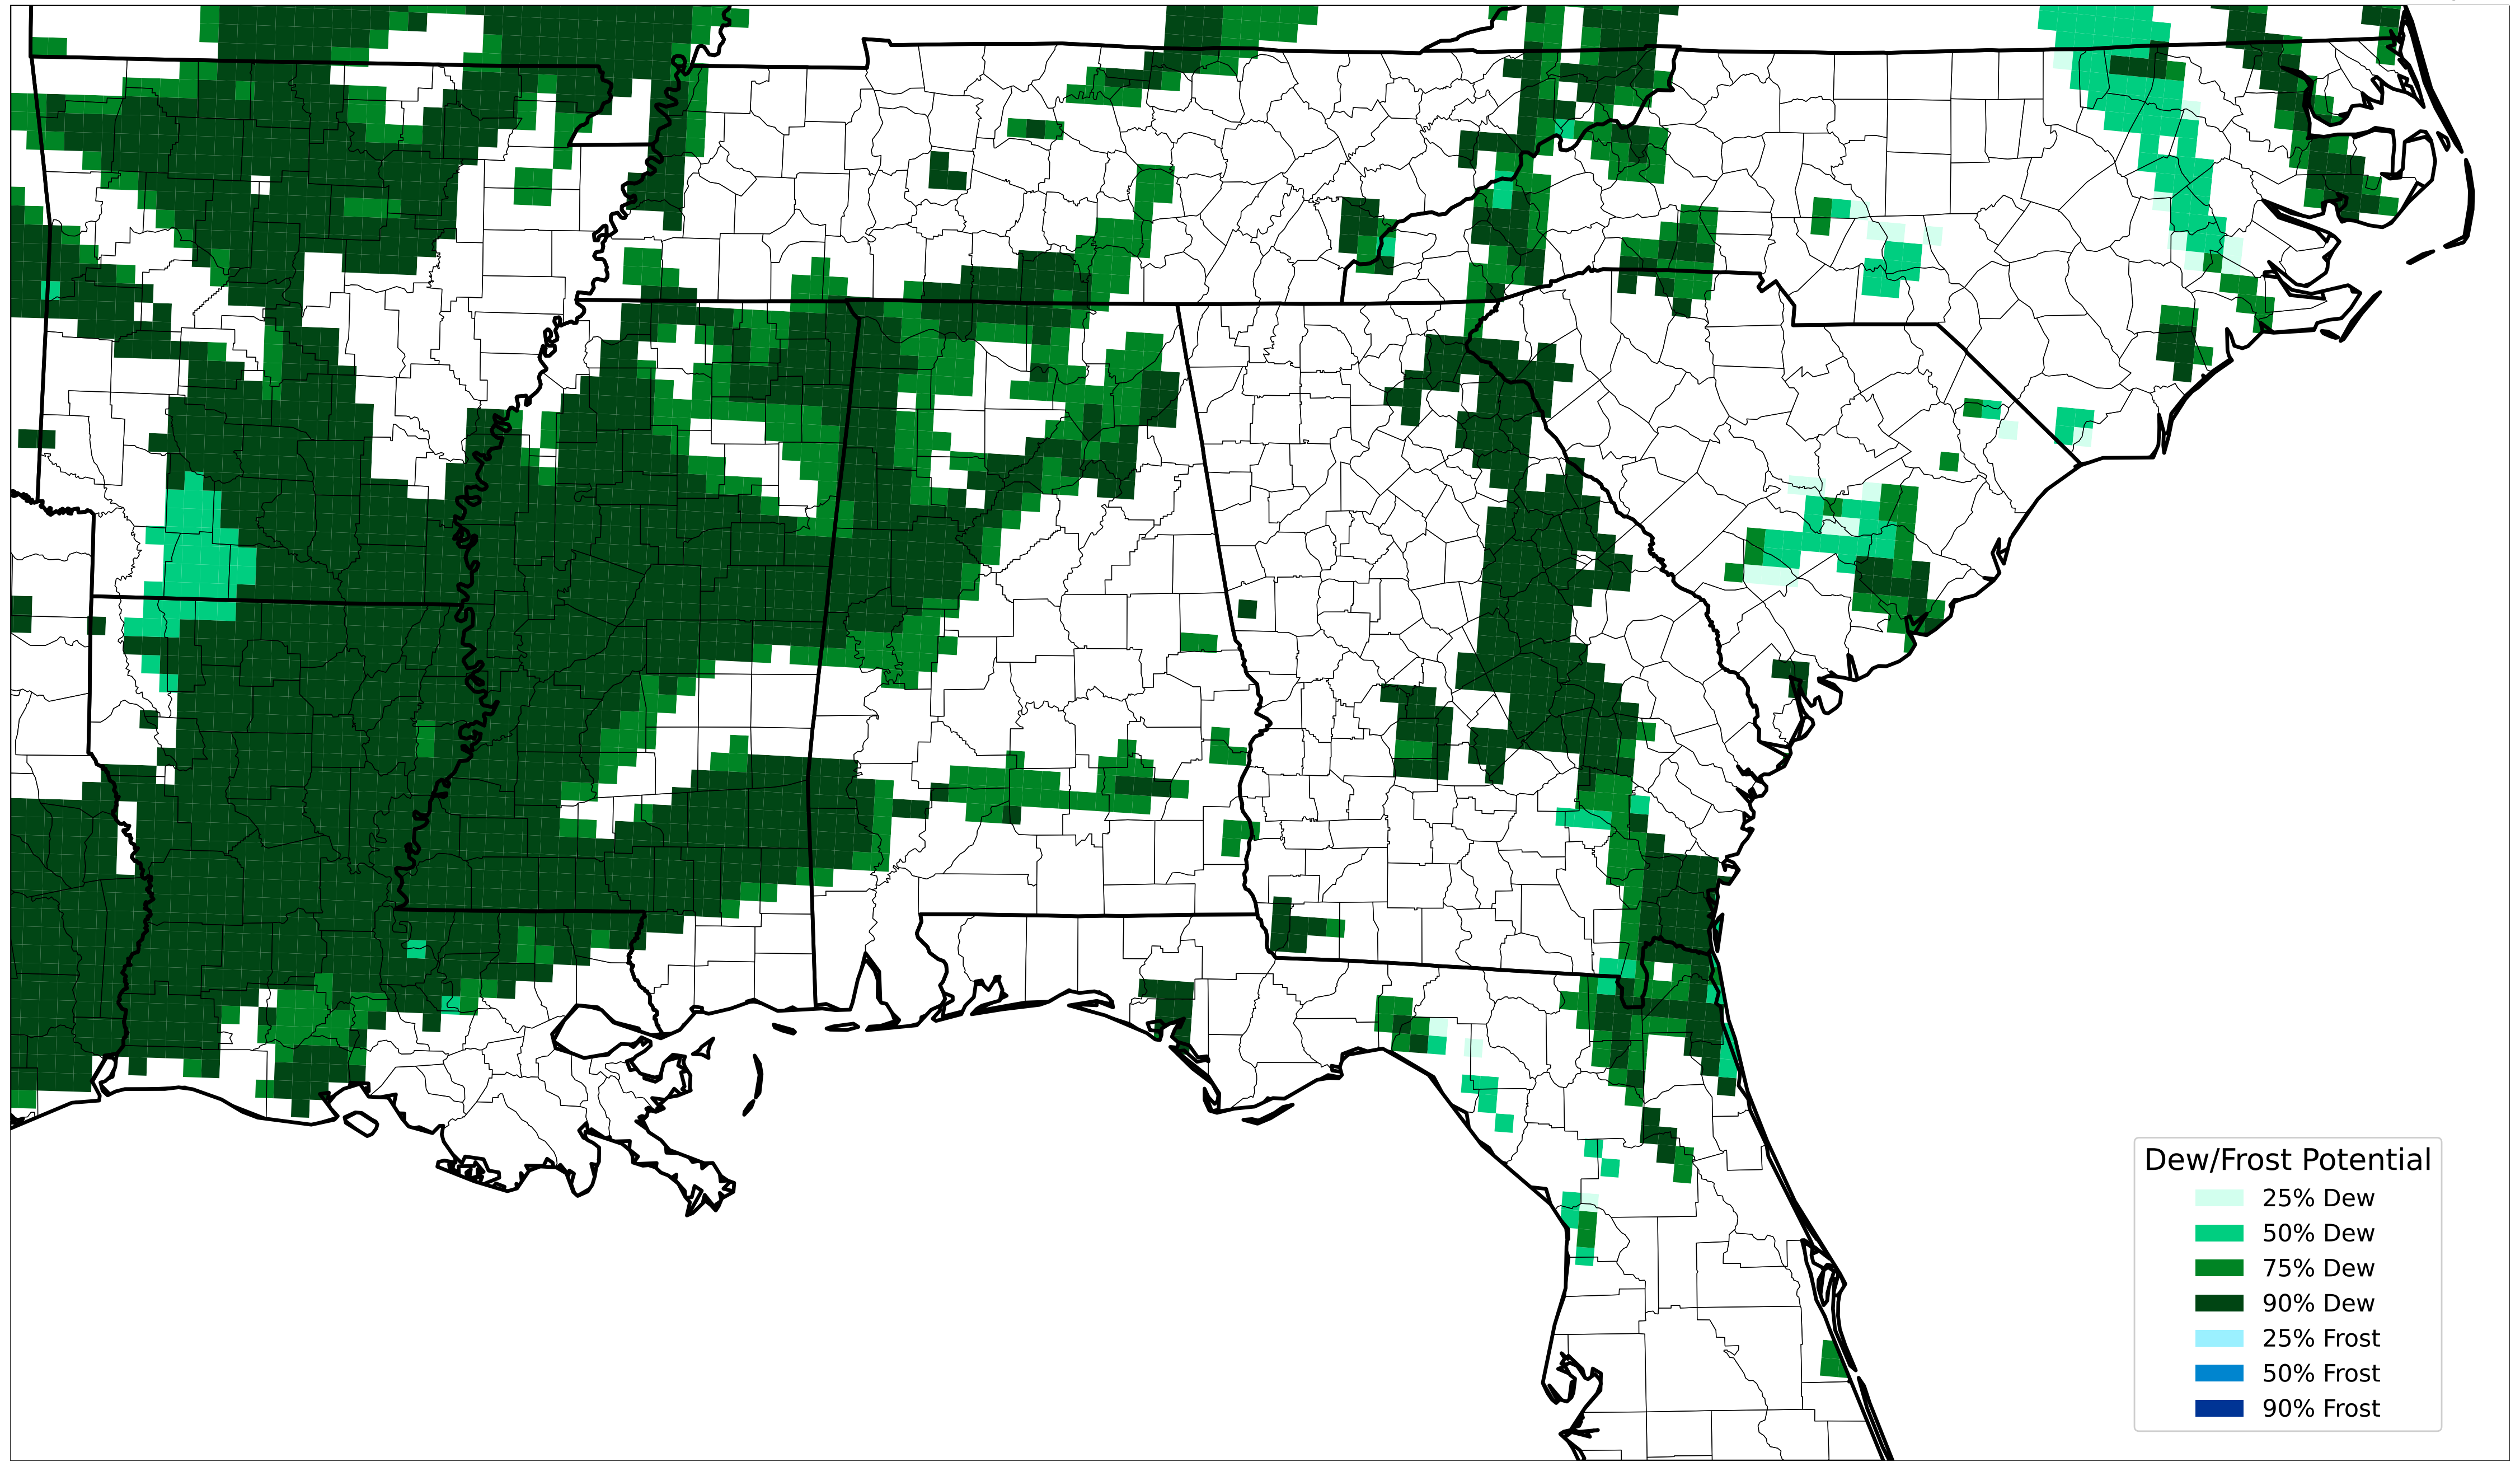 Dew/Frost Potential
25% Dew
50% Dew
75% Dew
90% Dew
25% Frost
50% Frost
90% Frost